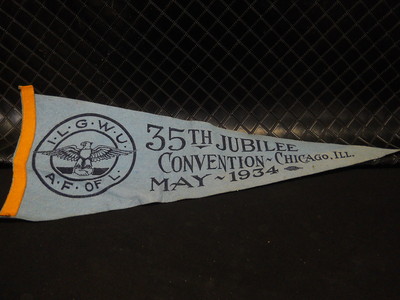 I·L·G·W·U·
A·F·OF L·
35TH JUBILEE
CONVENTION - CHICAGO, ILL.
MAY - 1934 -